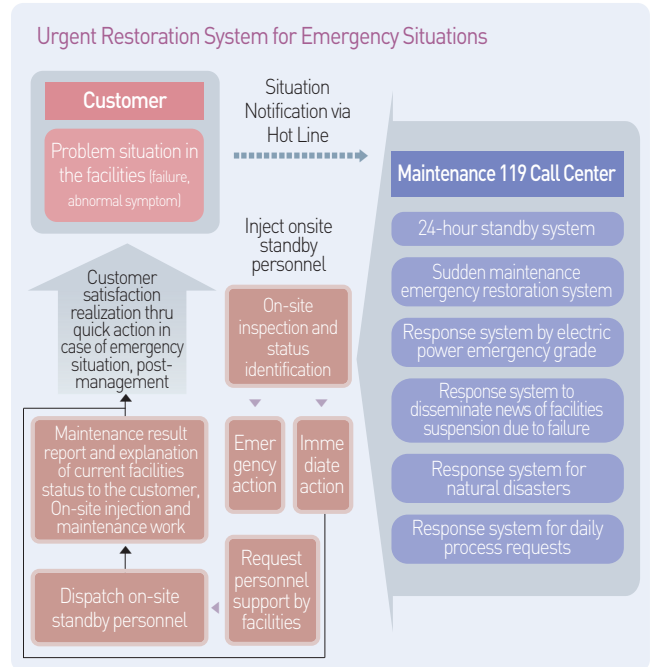 Urgent Restoration System for Emergency Situations
Customer
Problem situation in
the facilities (failure,
abnormal symptom)
Situation
Notification via
Hot Line
Maintenance 119 Call Center
24-hour standby system
Sudden maintenance
emergency restoration system
Response system by electric
power emergency grade
Response system to
disseminate news of facilities
suspension due to failure
Response system for
natural disasters
Response system for daily
process requests
Inject onsite
standby
personnel
On-site
inspection and
status
identification
Emer
gency
action
Imme
diate
action
Request
personnel
support by
facilities
Dispatch on-site
standby personnel
Maintenance result
report and explanation
of current facilities
status to the customer,
On-site injection and
maintenance work
Customer
satisfaction
realization thru
quick action in
case of emergency
situation, post-
management